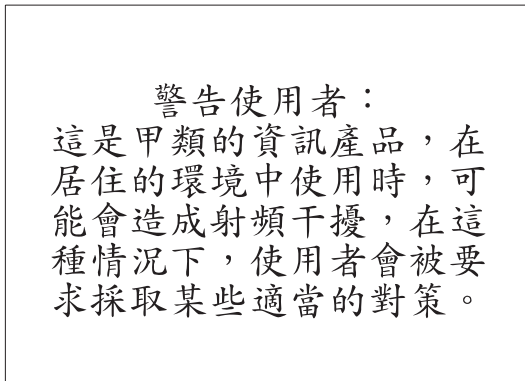 警告使用者：
這是甲類的資訊產品，在
居住的環境中使用時，可
能會造成射頻干擾，在這
種情況下，使用者會被要
求採取某些適當的對策。